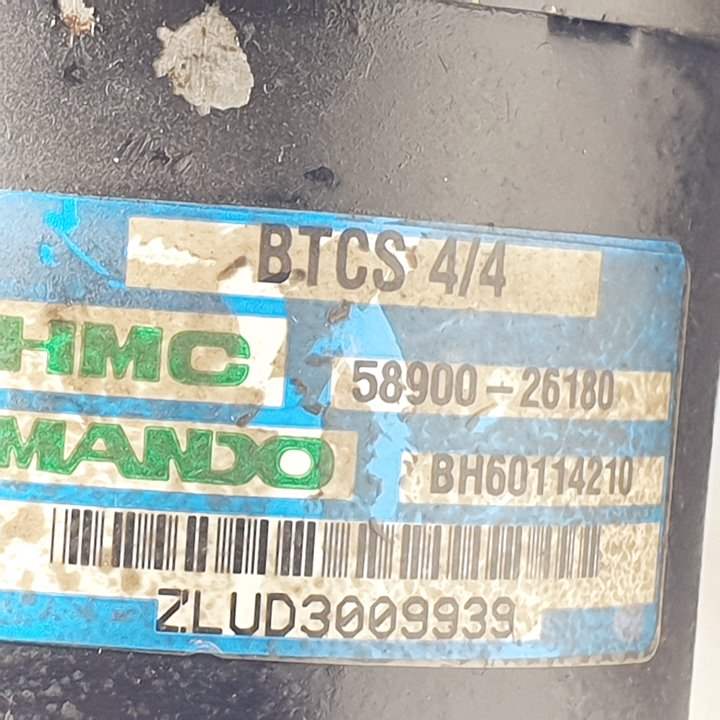 BTCS 4/4
HMC 58900-26180
MANDO BH60114210
ZLUD3009939